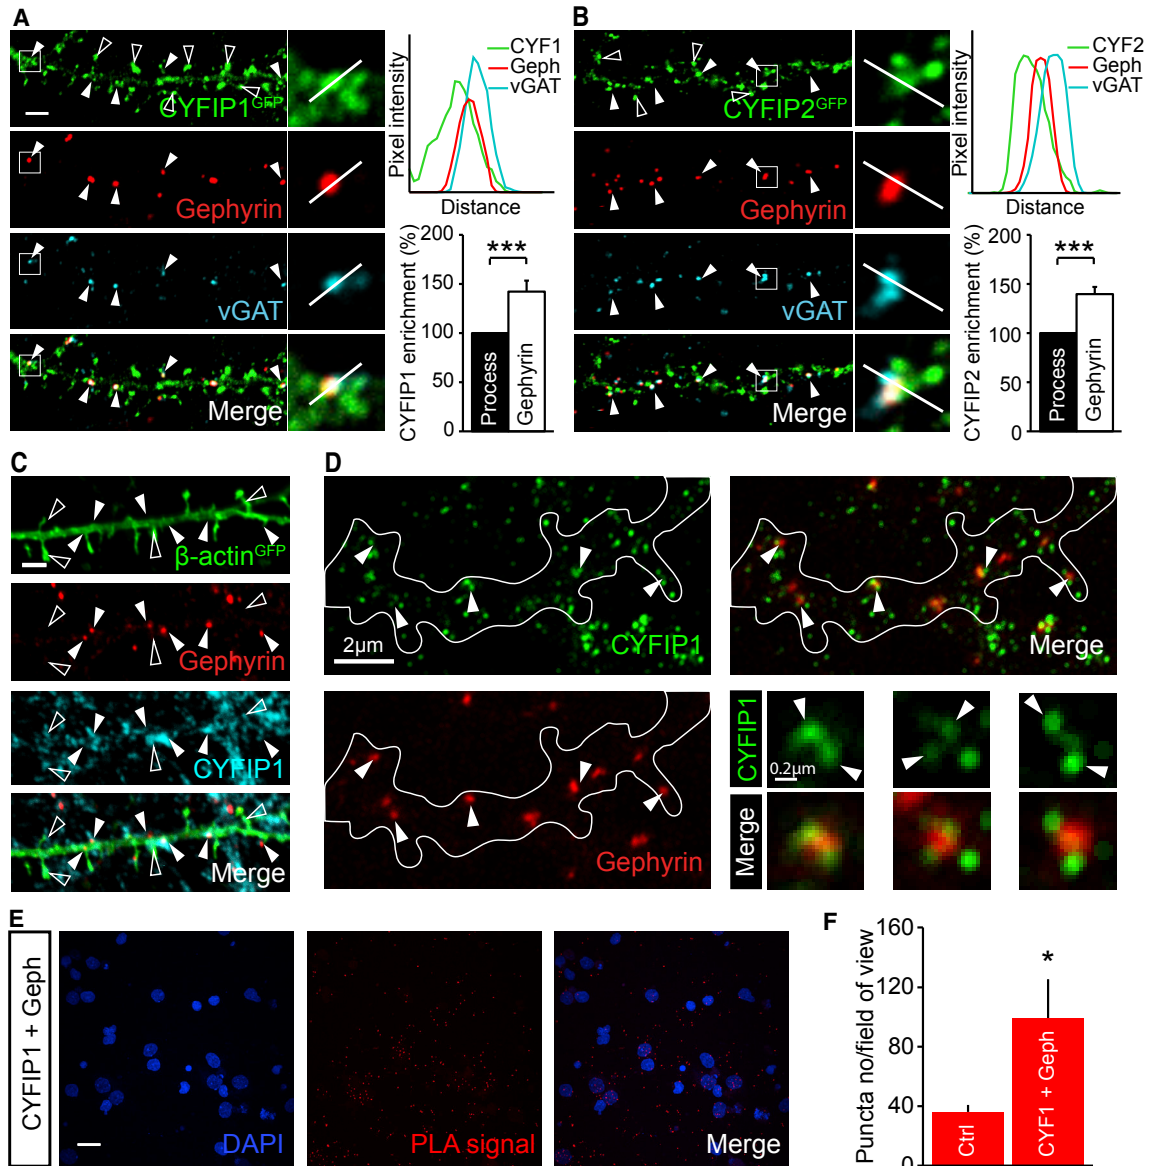 A
CYFIP1GFP
Gephyrin
vGAT
Merge
CYF1
Geph
vGAT
Pixel intensity
Distance
CYFIP1 enrichment (%)
200
150
100
50
0
***
Process
Gephyrin
B
CYFIP2GFP
Gephyrin
vGAT
Merge
CYF2
Geph
vGAT
Pixel intensity
Distance
CYFIP2 enrichment (%)
200
150
100
50
0
***
Process
Gephyrin
C
β-actinGFP
Gephyrin
CYFIP1
Merge
D
2µm
CYFIP1
Merge
Gephyrin
CYFIP1
0.2µm
Merge
E
CYFIP1 + Geph
DAPI
PLA signal
Merge
F
Puncta no/field of view
160
120
80
40
0
*
Ctrl
CYF1 + Geph